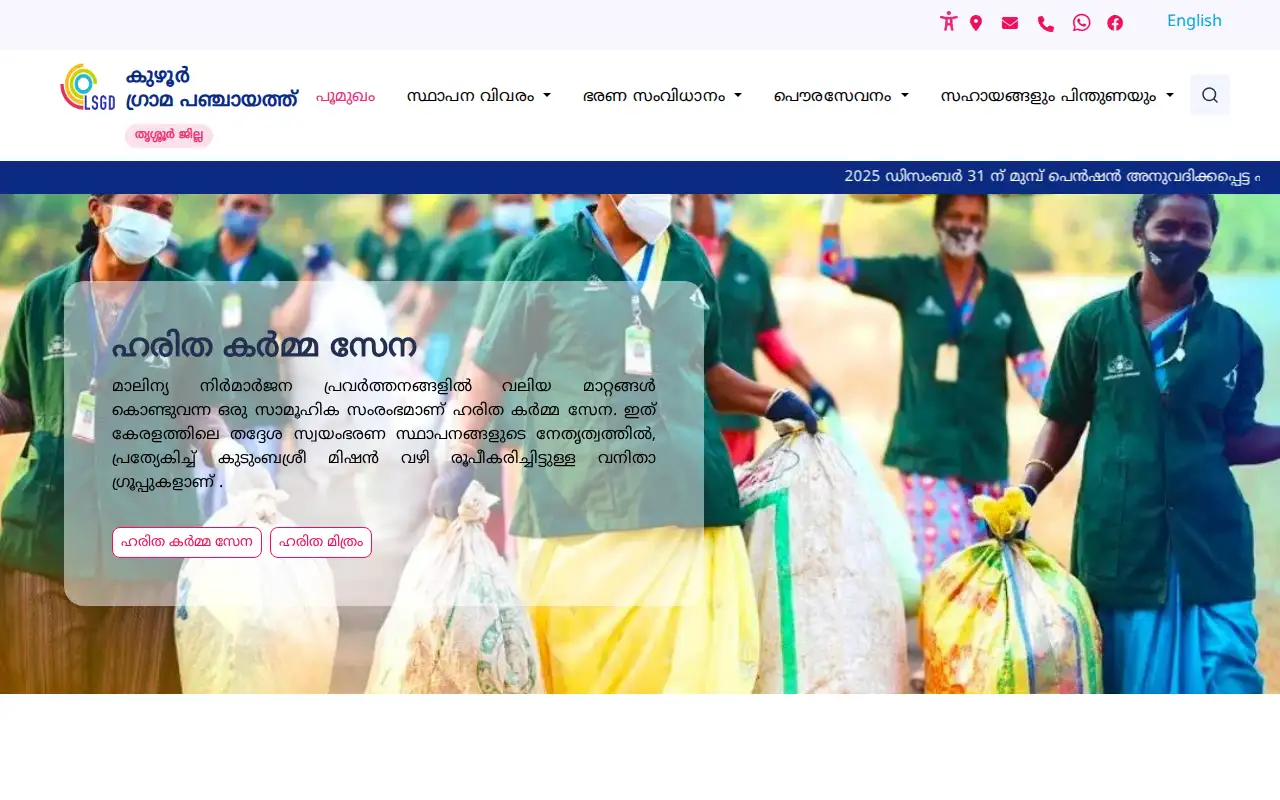 English
LSGD
കുഴൂർ
ഗ്രാമ പഞ്ചായത്ത്
തൃശ്ശൂർ ജില്ല
പൂമുഖം
സ്ഥാപന വിവരം
ഭരണ സംവിധാനം
പൌരസേവനം
സഹായങ്ങളും പിന്തുണയും
2025 ഡിസംബർ 31 ന് മുമ്പ് പെൻഷൻ അനുവദിക്കപ്പെട്ട
ഹരിത കർമ്മ സേന
മാലിന്യ നിർമാർജന പ്രവർത്തനങ്ങളിൽ വലിയ മാറ്റങ്ങൾ
കൊണ്ടുവന്ന ഒരു സാമൂഹിക സംരംഭമാണ് ഹരിത കർമ്മ സേന. ഇത്
കേരളത്തിലെ തദ്ദേശ സ്വയംഭരണ സ്ഥാപനങ്ങളുടെ നേതൃത്വത്തിൽ,
പ്രത്യേകിച്ച് കുടുംബശ്രീ മിഷൻ വഴി രൂപീകരിച്ചിട്ടുള്ള വനിതാ
ഗ്രൂപ്പുകളാണ് .
ഹരിത കർമ്മ സേന
ഹരിത മിത്രം